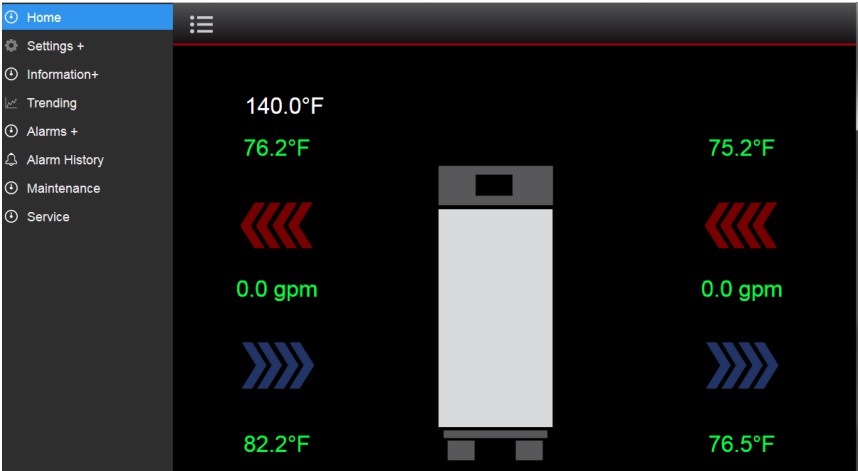 Home
Settings +
Information+
Trending
Alarms +
Alarm History
Maintenance
Service
140.0°F
76.2°F
75.2°F
0.0 gpm
0.0 gpm
82.2°F
76.5°F